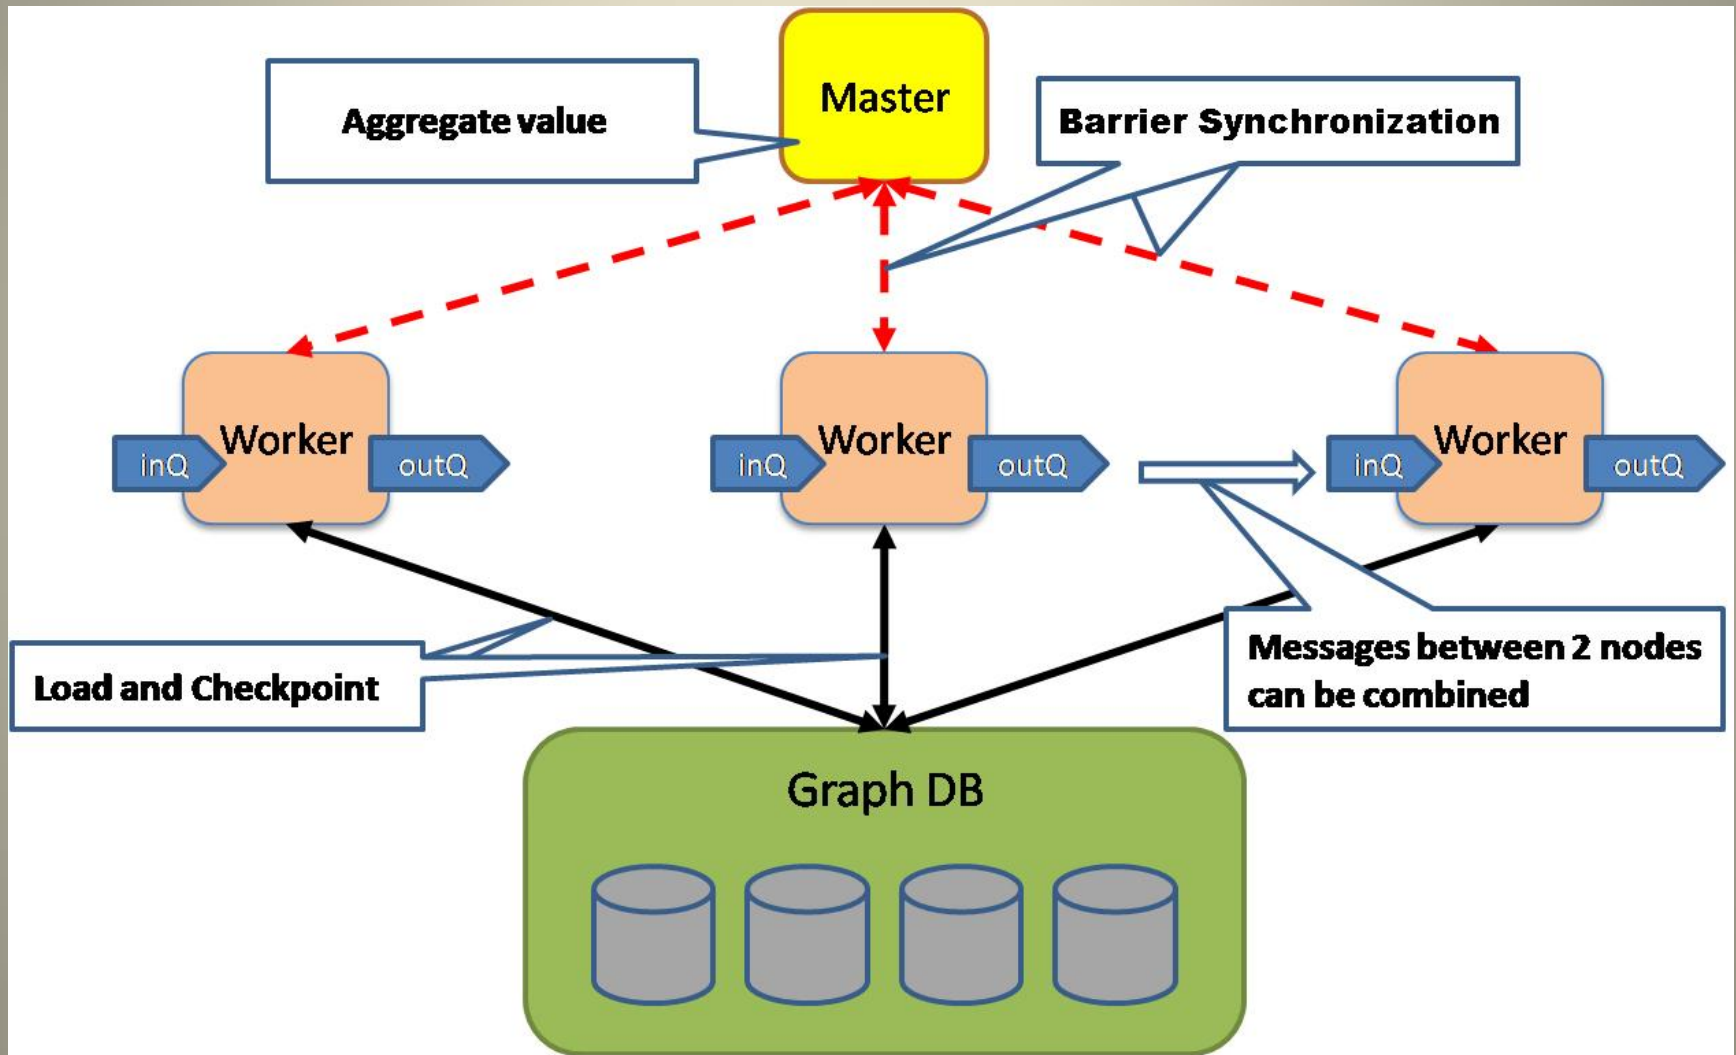 Master
Aggregate value
Barrier Synchronization
Worker
inQ
outQ
Worker
inQ
outQ
Worker
inQ
outQ
Load and Checkpoint
Messages between 2 nodes
can be combined
Graph DB